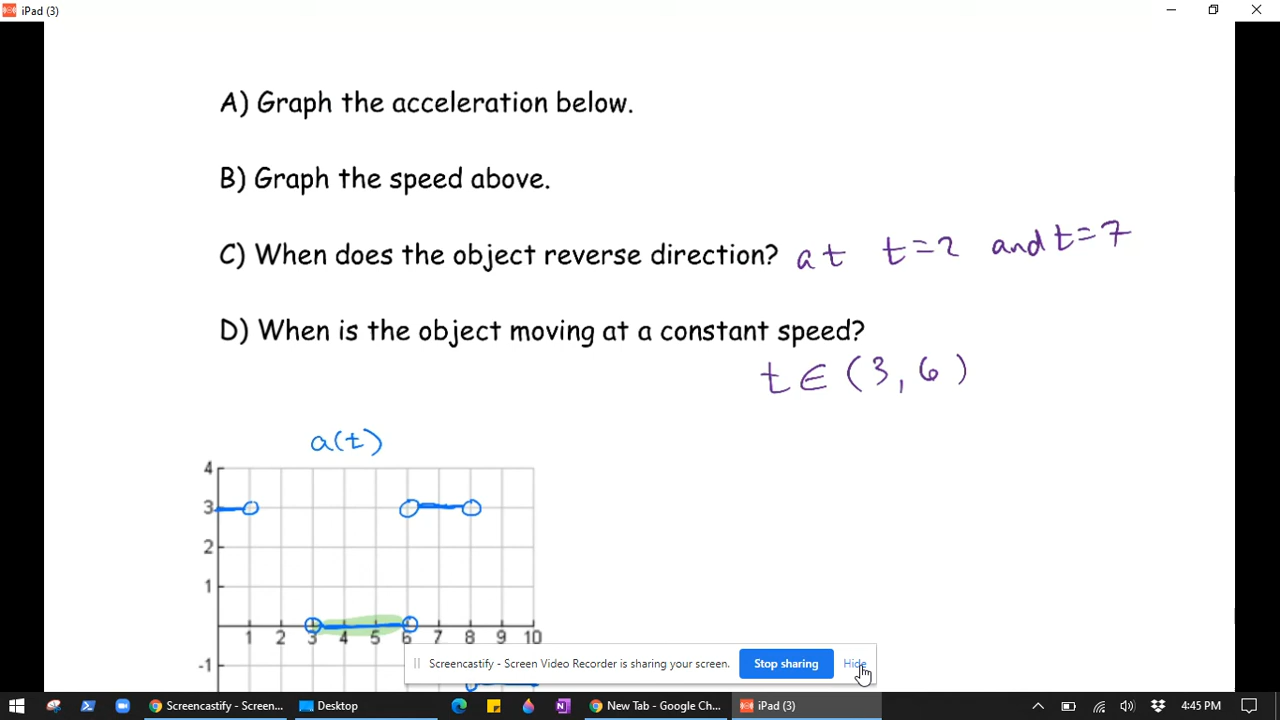 iPad (3)
A) Graph the acceleration below.
B) Graph the speed above.
C) When does the object reverse direction? at t=2 and t=7
D) When is the object moving at a constant speed?
t ∈ (3, 6)
a(t)
4
3
2
1
1 2 3 4 5 6 7 8 9 10
-1
Screencastify - Screen Video Recorder is sharing your screen. Stop sharing Hide
Screencastify - Screen... Desktop New Tab - Google Ch... iPad (3) 4:45 PM